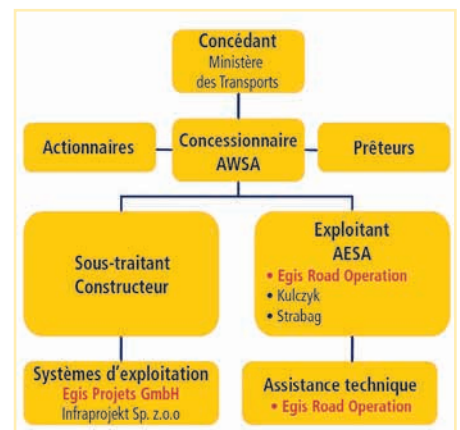 Concédant
Ministère
des Transports
Actionnaires
Concessionnaire
AWSA
Prêteurs
Sous-traitant
Constructeur
Exploitant
AESA
• Egis Road Operation
• Kulczyk
• Strabag
Systèmes d'exploitation
Egis Projets GmbH
Infraprojekt Sp. z.o.o
Assistance technique
• Egis Road Operation